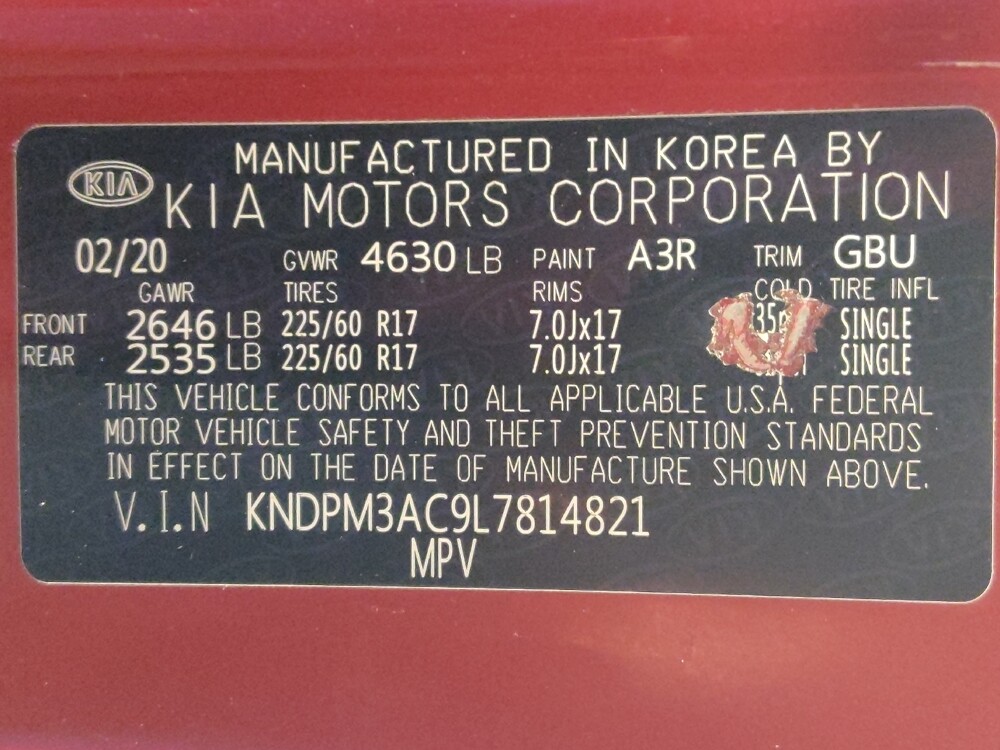 MANUFACTURED IN KOREA BY
KIA KIA MOTORS CORPORATION
02/20 GVWR 4630 LB PAINT A3R TRIM GBU
GAWR TIRES RIMS COLD TIRE INFL
FRONT 2646 LB 225/60 R17 7.0Jx17 SINGLE
REAR 2535 LB 225/60 R17 7.0Jx17 SINGLE
THIS VEHICLE CONFORMS TO ALL APPLICABLE U.S.A. FEDERAL
MOTOR VEHICLE SAFETY AND THEFT PREVENTION STANDARDS
IN EFFECT ON THE DATE OF MANUFACTURE SHOWN ABOVE.
V.I.N KNDPM3AC9L7814821
MPV